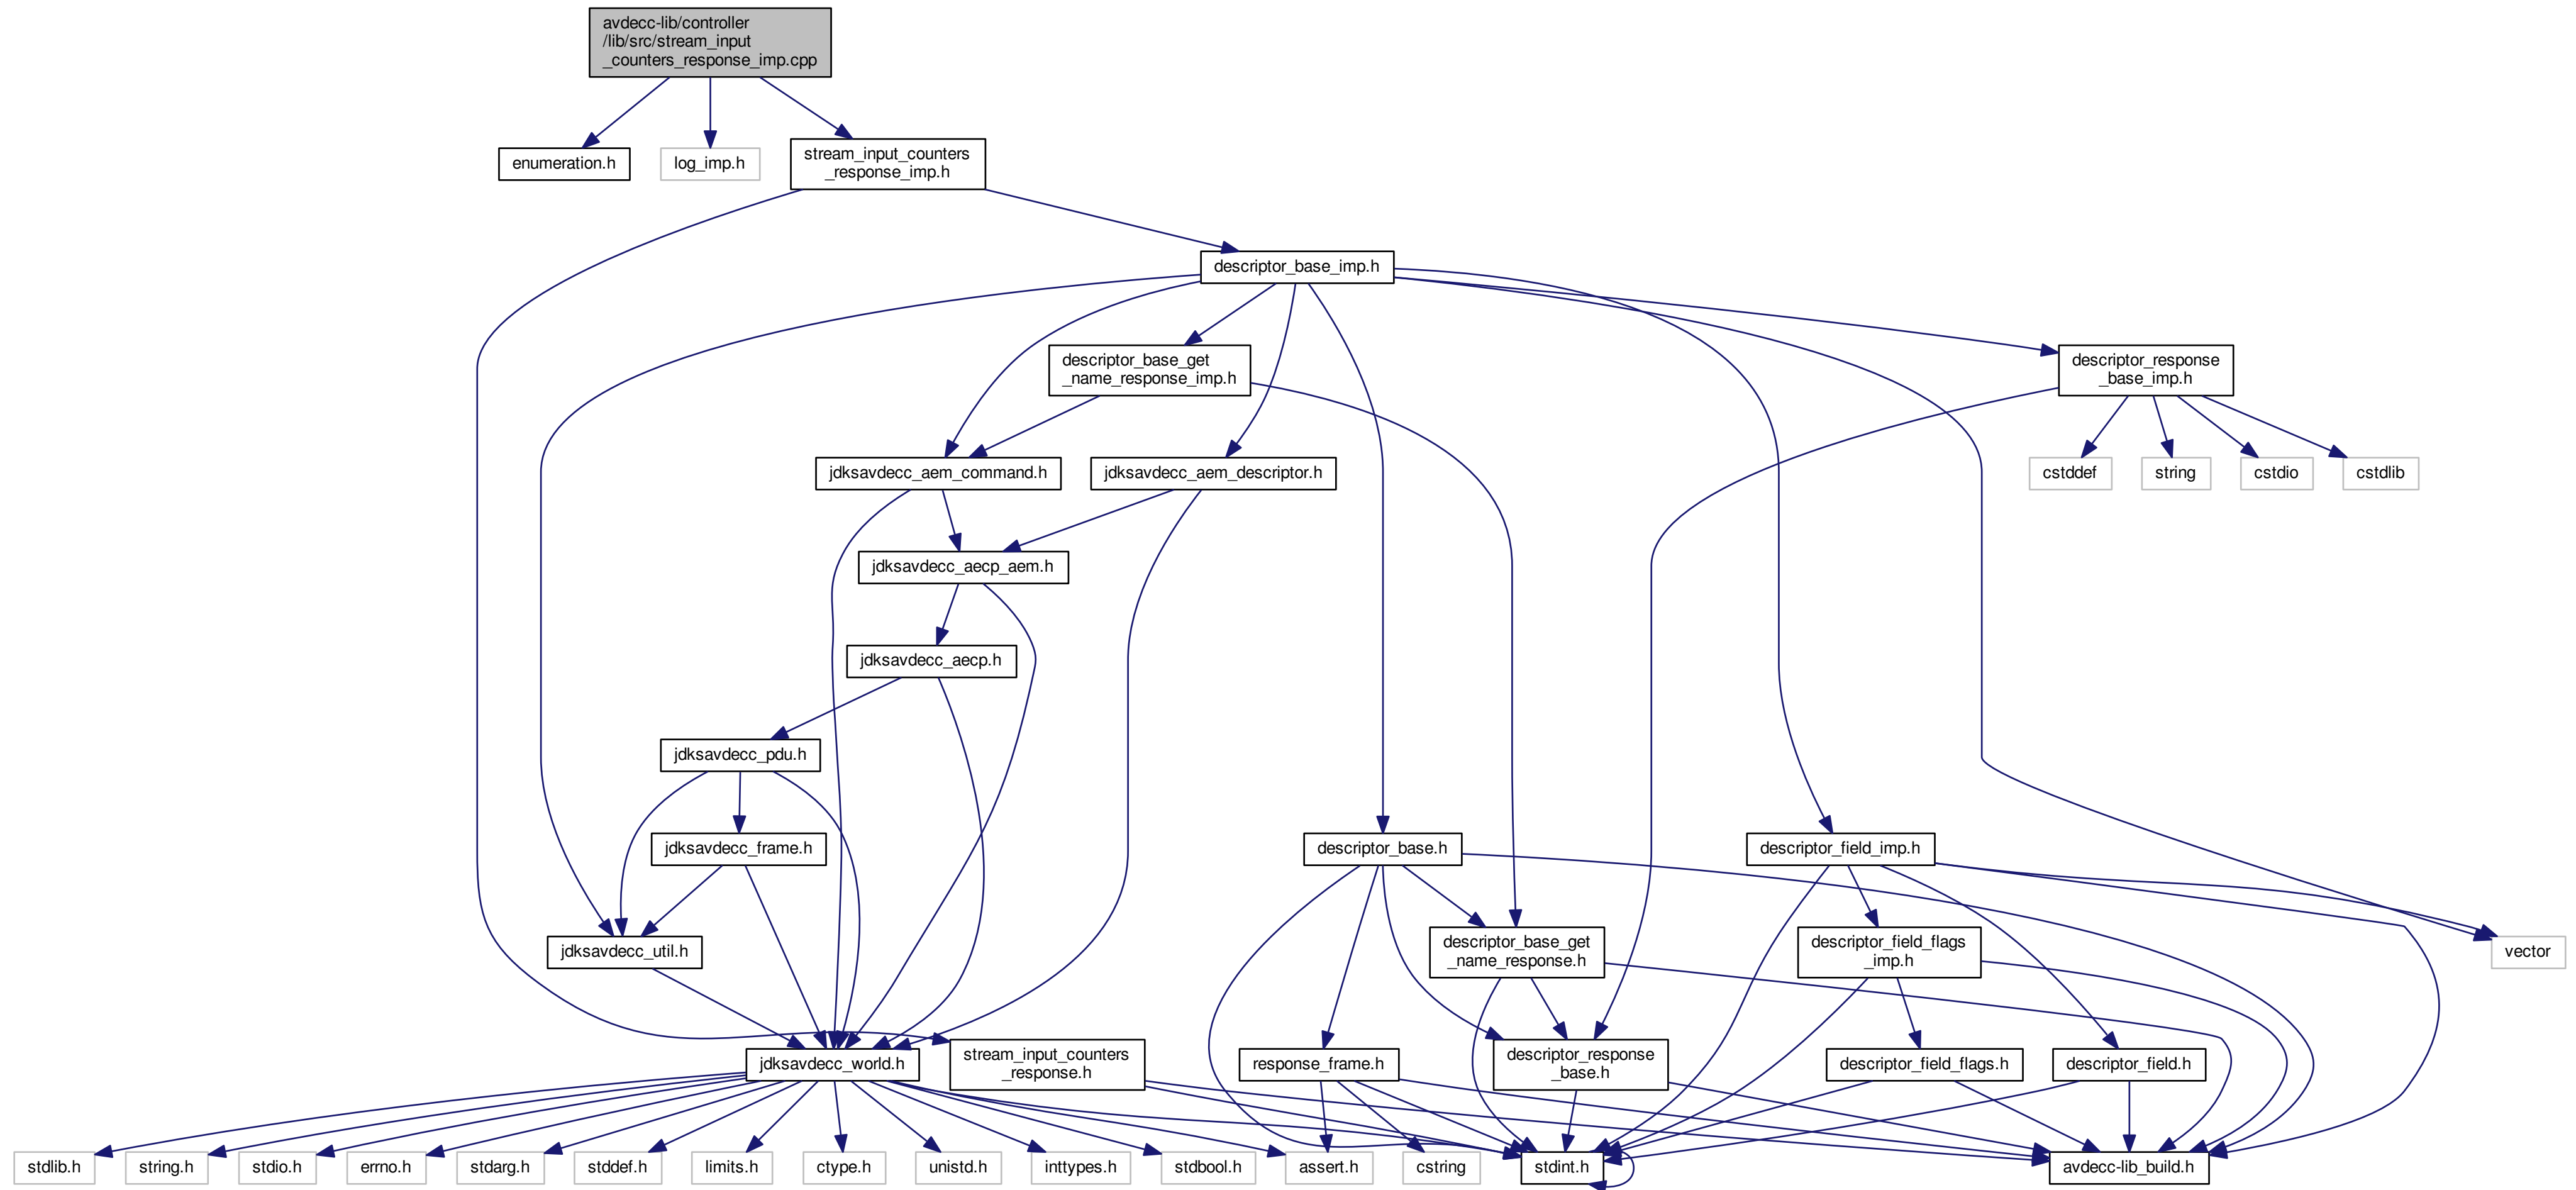 avdecc-lib/controller
/lib/src/stream_input
_counters_response_imp.cpp
enumeration.h
log_imp.h
stream_input_counters
_response_imp.h
descriptor_base_imp.h
descriptor_base_get
_name_response_imp.h
descriptor_response
_base_imp.h
jdksavdecc_aem_command.h
jdksavdecc_aem_descriptor.h
cstddef
string
cstdio
cstdlib
jdksavdecc_aecp_aem.h
jdksavdecc_aecp.h
jdksavdecc_pdu.h
jdksavdecc_frame.h
descriptor_base.h
descriptor_field_imp.h
jdksavdecc_util.h
descriptor_base_get
_name_response.h
descriptor_field_flags
_imp.h
vector
jdksavdecc_world.h
stream_input_counters
_response.h
response_frame.h
descriptor_response
_base.h
descriptor_field_flags.h
descriptor_field.h
stdlib.h
string.h
stdio.h
errno.h
stdarg.h
stddef.h
limits.h
ctype.h
unistd.h
inttypes.h
stdbool.h
assert.h
cstring
stdint.h
avdecc-lib_build.h